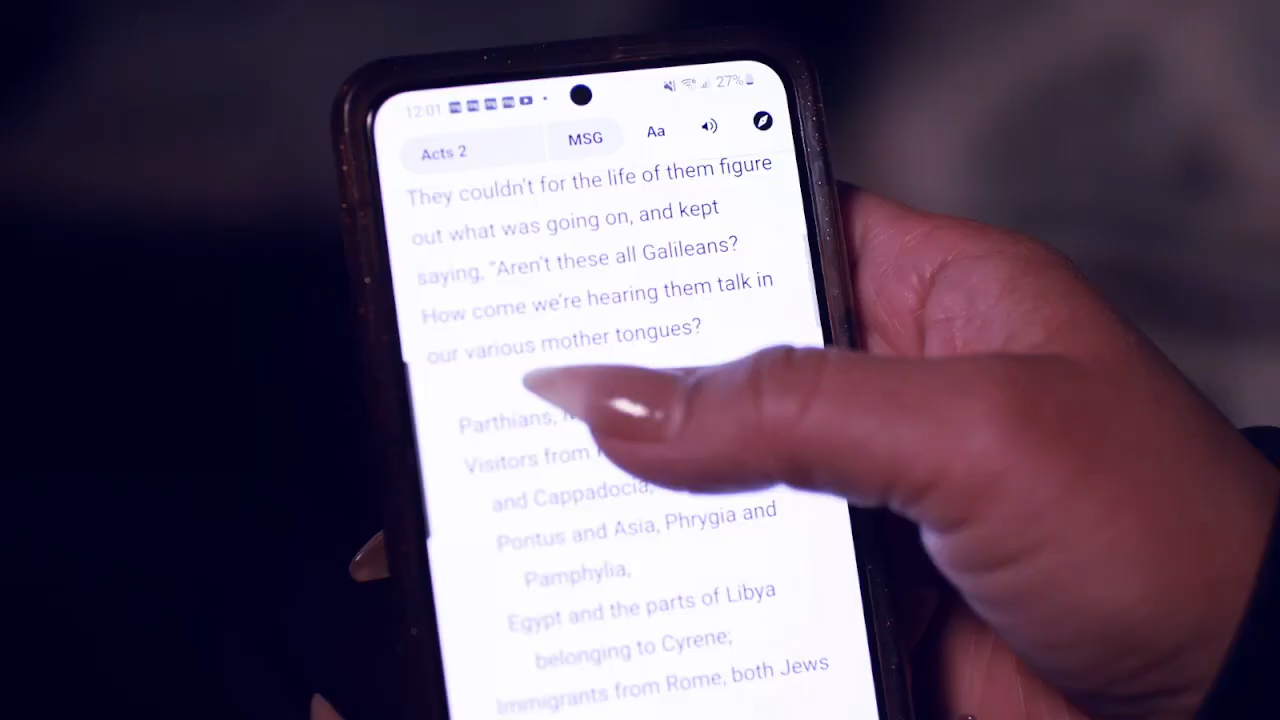 12:01 27%
Acts 2 MSG Aa
They couldn't for the life of them figure
out what was going on, and kept
saying, "Aren't these all Galileans?
How come we're hearing them talk in
our various mother tongues?
Parthians,
Visitors from
and Cappadocia,
Pontus and Asia, Phrygia and
Pamphylia,
Egypt and the parts of Libya
belonging to Cyrene;
Immigrants from Rome, both Jews